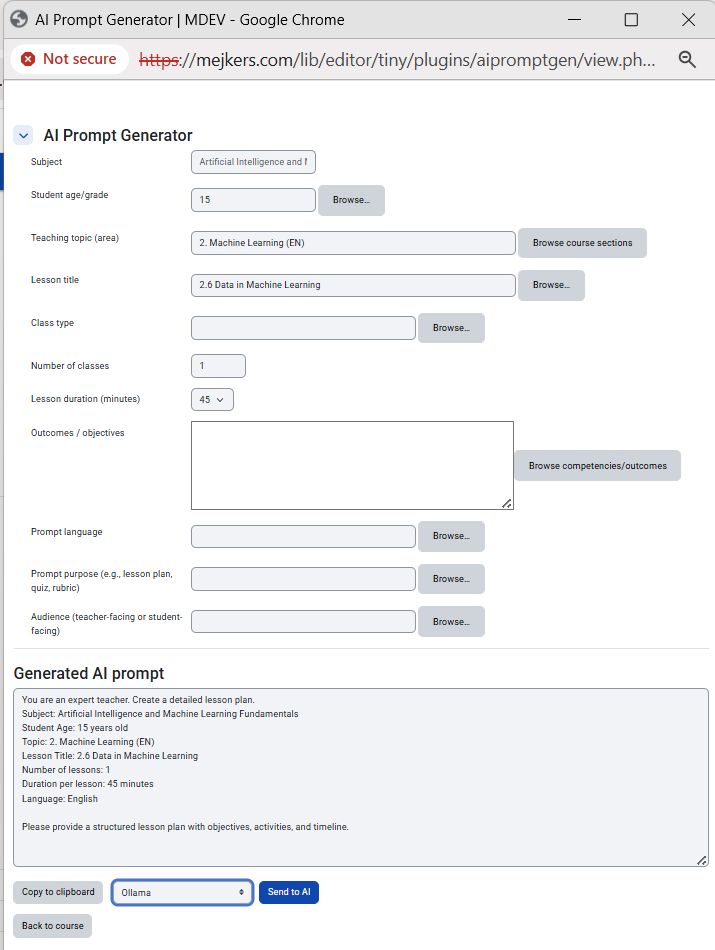 AI Prompt Generator | MDEV - Google Chrome
Not secure
https://mejkers.com/lib/editor/tiny/plugins/aipromptgen/view.ph...
AI Prompt Generator
Subject
Artificial Intelligence and
Student age/grade
15
Browse...
Teaching topic (area)
2. Machine Learning (EN)
Browse course sections
Lesson title
2.6 Data in Machine Learning
Browse...
Class type
Browse...
Number of classes
1
Lesson duration (minutes)
45
Outcomes / objectives
Browse competencies/outcomes
Prompt language
Browse...
Prompt purpose (e.g., lesson plan,
quiz, rubric)
Browse...
Audience (teacher-facing or student-
facing)
Browse...
Generated AI prompt
You are an expert teacher. Create a detailed lesson plan.
Subject: Artificial Intelligence and Machine Learning Fundamentals
Student Age: 15 years old
Topic: 2. Machine Learning (EN)
Lesson Title: 2.6 Data in Machine Learning
Number of lessons: 1
Duration per lesson: 45 minutes
Language: English
Please provide a structured lesson plan with objectives, activities, and timeline.
Copy to clipboard
Ollama
Send to AI
Back to course